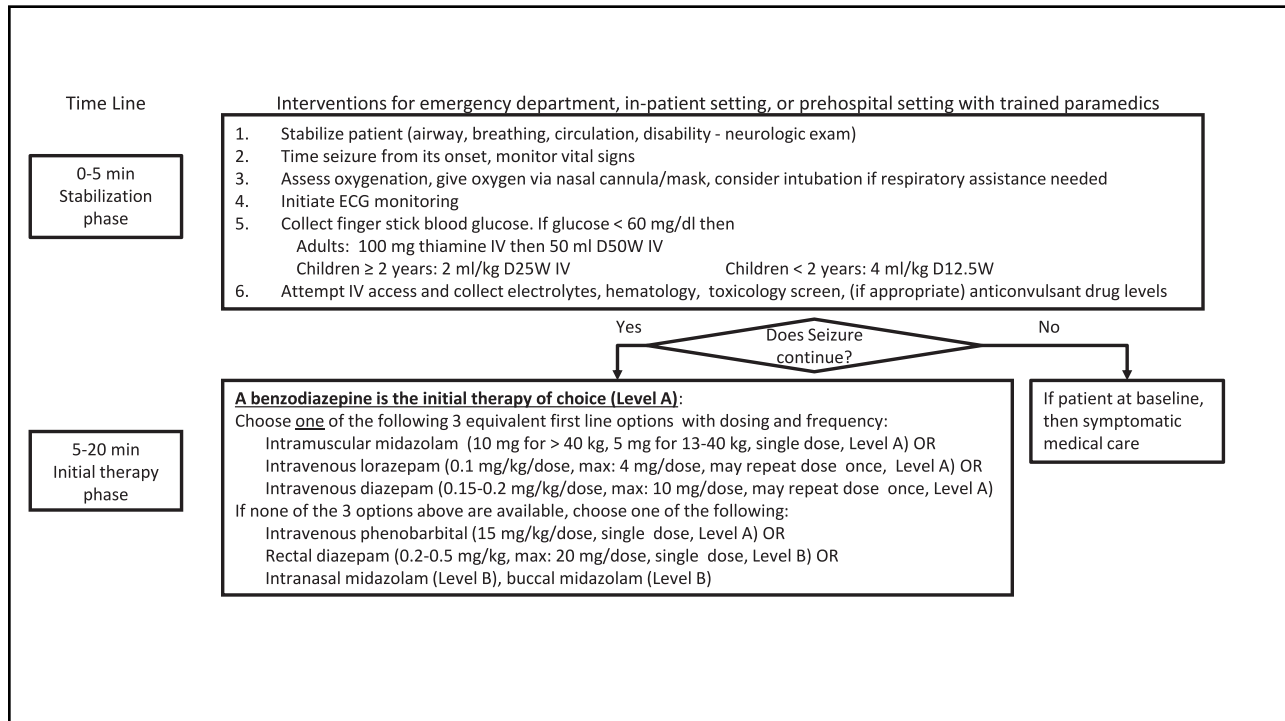 Time Line
Interventions for emergency department, in-patient setting, or prehospital setting with trained paramedics
0-5 min
Stabilization
phase
1. Stabilize patient (airway, breathing, circulation, disability - neurologic exam)
2. Time seizure from its onset, monitor vital signs
3. Assess oxygenation, give oxygen via nasal cannula/mask, consider intubation if respiratory assistance needed
4. Initiate ECG monitoring
5. Collect finger stick blood glucose. If glucose < 60 mg/dl then
Adults: 100 mg thiamine IV then 50 ml D50W IV
Children ≥ 2 years: 2 ml/kg D25W IV Children < 2 years: 4 ml/kg D12.5W
6. Attempt IV access and collect electrolytes, hematology, toxicology screen, (if appropriate) anticonvulsant drug levels
Yes
Does Seizure
continue?
No
5-20 min
Initial therapy
phase
A benzodiazepine is the initial therapy of choice (Level A):
Choose one of the following 3 equivalent first line options with dosing and frequency:
Intramuscular midazolam (10 mg for > 40 kg, 5 mg for 13-40 kg, single dose, Level A) OR
Intravenous lorazepam (0.1 mg/kg/dose, max: 4 mg/dose, may repeat dose once, Level A) OR
Intravenous diazepam (0.15-0.2 mg/kg/dose, max: 10 mg/dose, may repeat dose once, Level A)
If none of the 3 options above are available, choose one of the following:
Intravenous phenobarbital (15 mg/kg/dose, single dose, Level A) OR
Rectal diazepam (0.2-0.5 mg/kg, max: 20 mg/dose, single dose, Level B) OR
Intranasal midazolam (Level B), buccal midazolam (Level B)
If patient at baseline,
then symptomatic
medical care